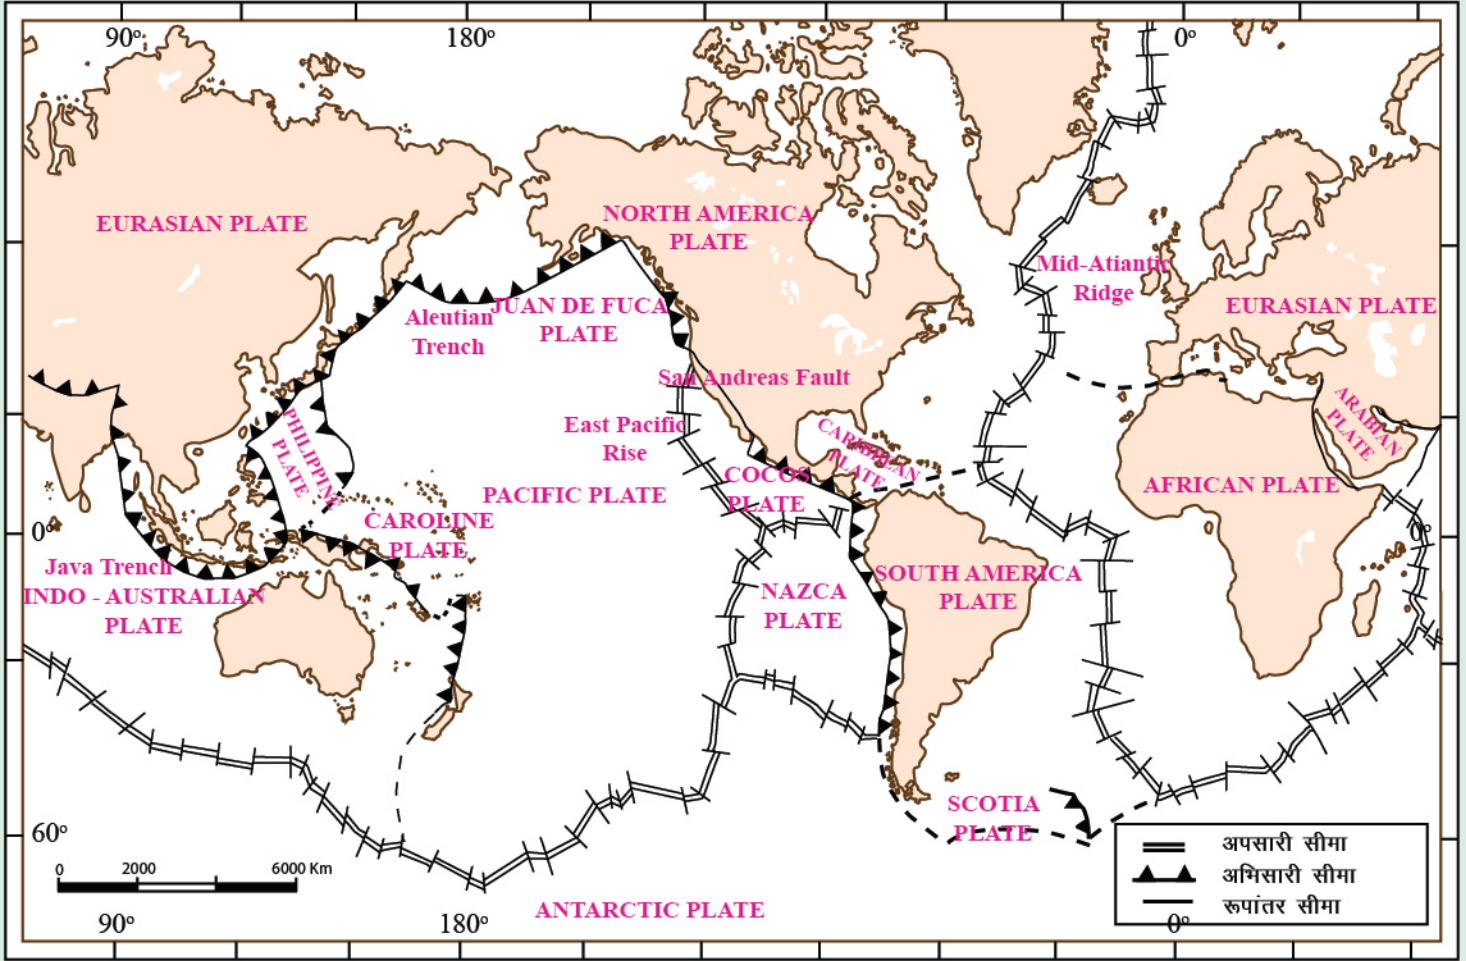 90°
180°
0°
EURASIAN PLATE
NORTH AMERICA
PLATE
Mid-Atiantic
Ridge
EURASIAN PLATE
JUAN DE FUCA
PLATE
Aleutian
Trench
San Andreas Fault
East Pacific
Rise
PHILIPPINE
PLATE
CARIBBEAN
PLATE
ARABIAN
PLATE
COCOS
PLATE
PACIFIC PLATE
AFRICAN PLATE
CAROLINE
PLATE
0°
0°
Java Trench
INDO - AUSTRALIAN
PLATE
NAZCA
PLATE
SOUTH AMERICA
PLATE
SCOTIA
PLATE
60°
0 2000 6000 Km
ANTARCTIC PLATE
अपसारी सीमा
अभिसारी सीमा
रूपांतर सीमा
90°
180°
0°